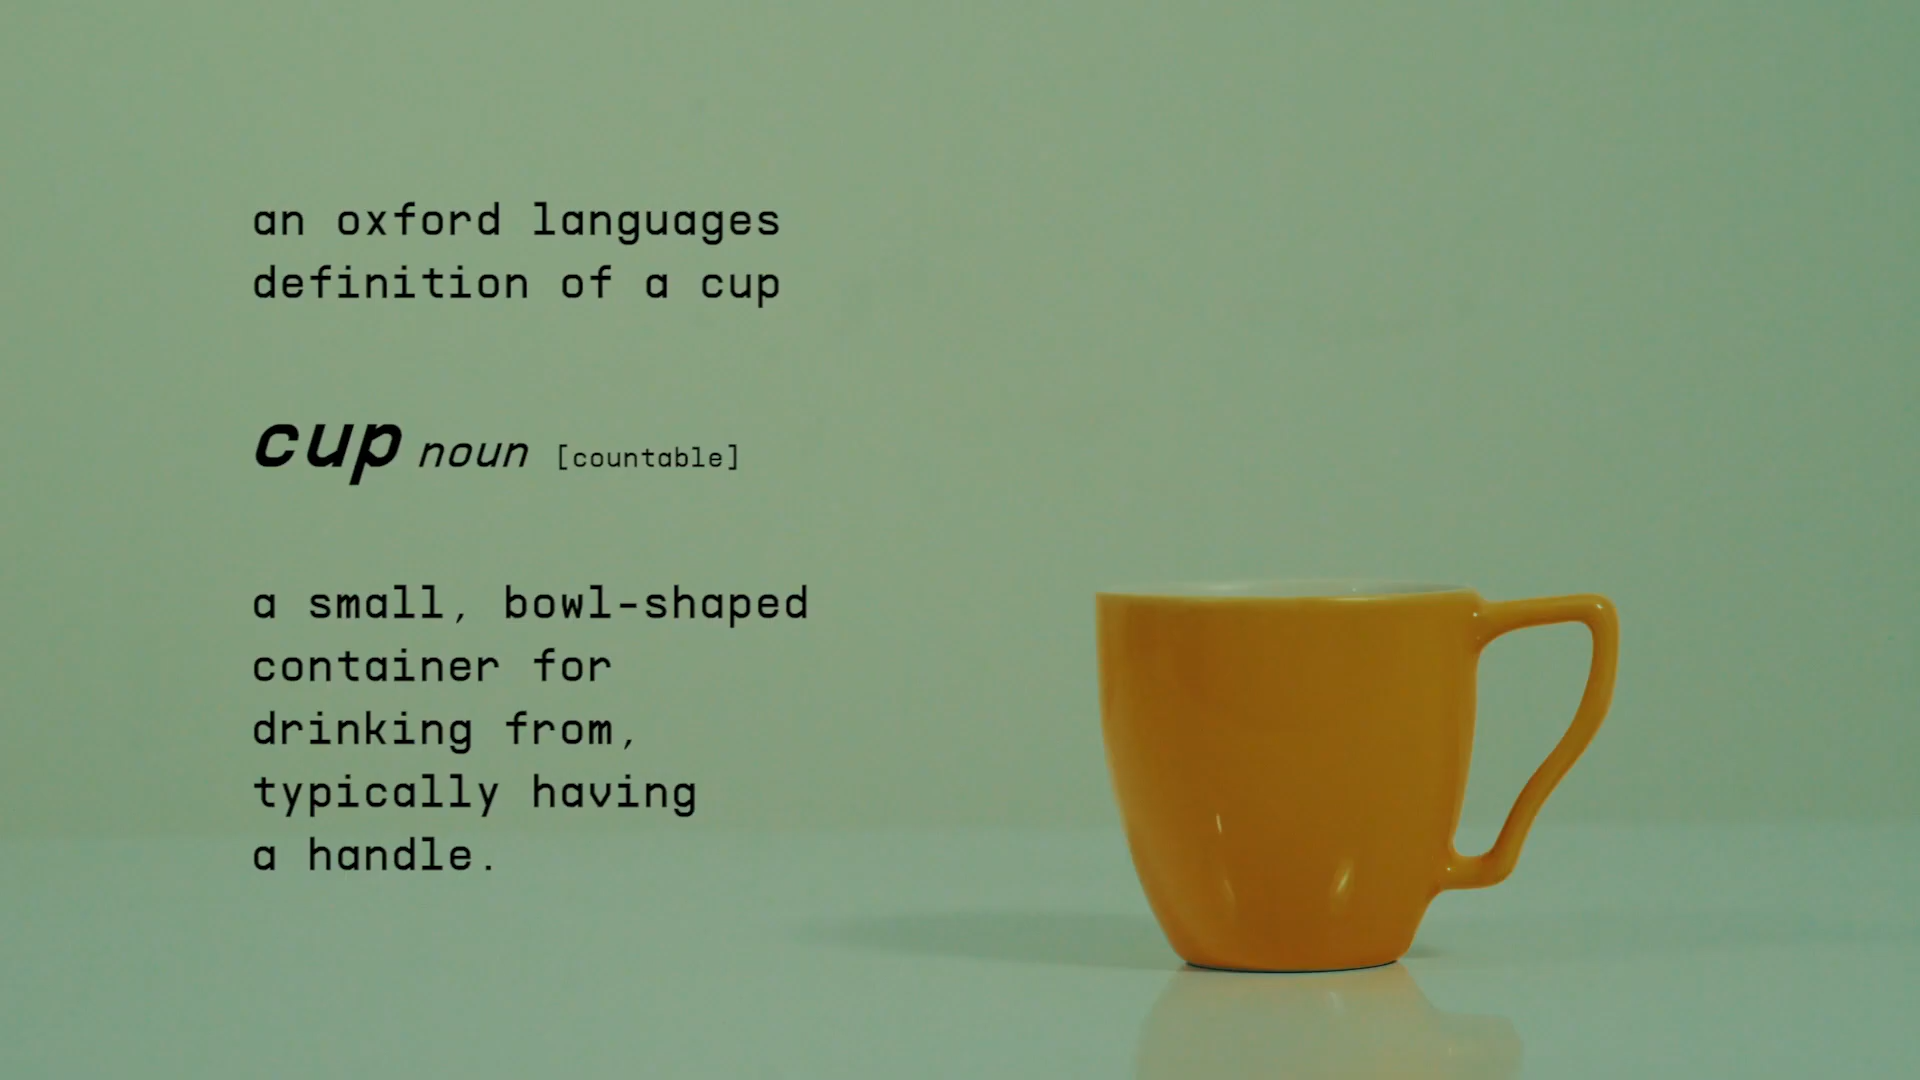 an oxford languages
definition of a cup
cup noun [countable]
a small, bowl-shaped
container for
drinking from,
typically having
a handle.